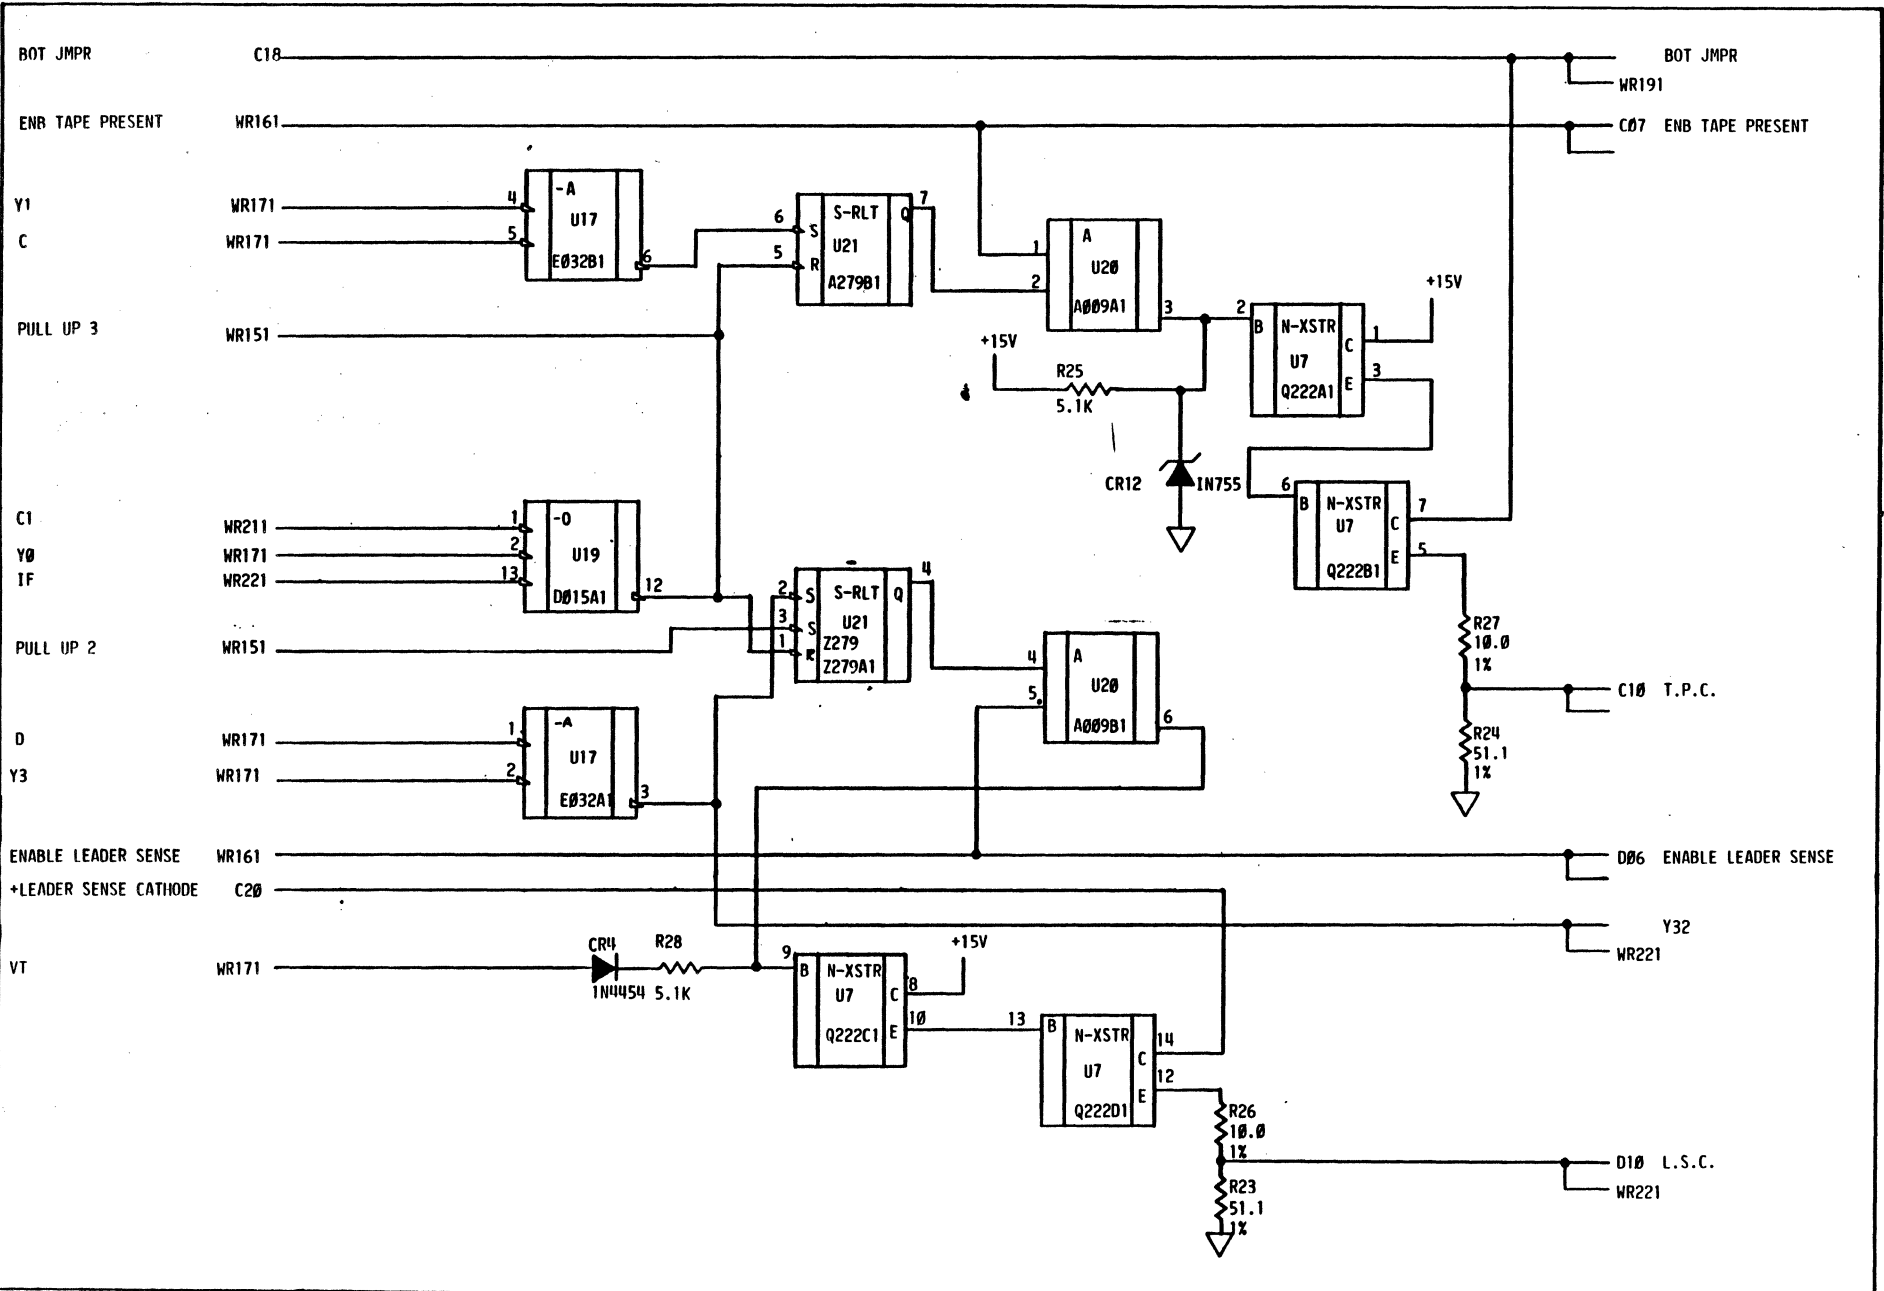 BOT JMPR C18 BOT JMPR
WR191
ENB TAPE PRESENT WR161 CØ7 ENB TAPE PRESENT
Y1 WR171 4
C WR171 5
-A
U17
EØ32B1
6
6 S S-RLT Q 7
5 R U21
A279B1
PULL UP 3 WR151
1 A
2 U2Ø
AØØ9A1
3
+15V
R25
5.1K
CR12 IN755
2 B N-XSTR C 1 +15V
U7 E 3
Q222A1
6 B N-XSTR C 7
U7 E 5
Q222B1
R27
1Ø.Ø
1%
C1Ø T.P.C.
R24
51.1
1%
C1 WR211 1
YØ WR171 2
IF WR221 13
-O
U19
DØ15A1
12
2 S S-RLT Q 4
3 S U21
1 R Z279
Z279A1
PULL UP 2 WR151
4 A
5 U2Ø
AØØ9B1
6
D WR171 1
Y3 WR171 2
-A
U17
EØ32A1
3
ENABLE LEADER SENSE WR161 DØ6 ENABLE LEADER SENSE
+LEADER SENSE CATHODE C2Ø
Y32
WR221
VT WR171
CR4 R28
1N4454 5.1K
9 B N-XSTR C 8 +15V
U7
Q222C1 E 1Ø
13 B N-XSTR C 14
U7 E 12
Q222D1
R26
1Ø.Ø
1%
D1Ø L.S.C.
WR221
R23
51.1
1%